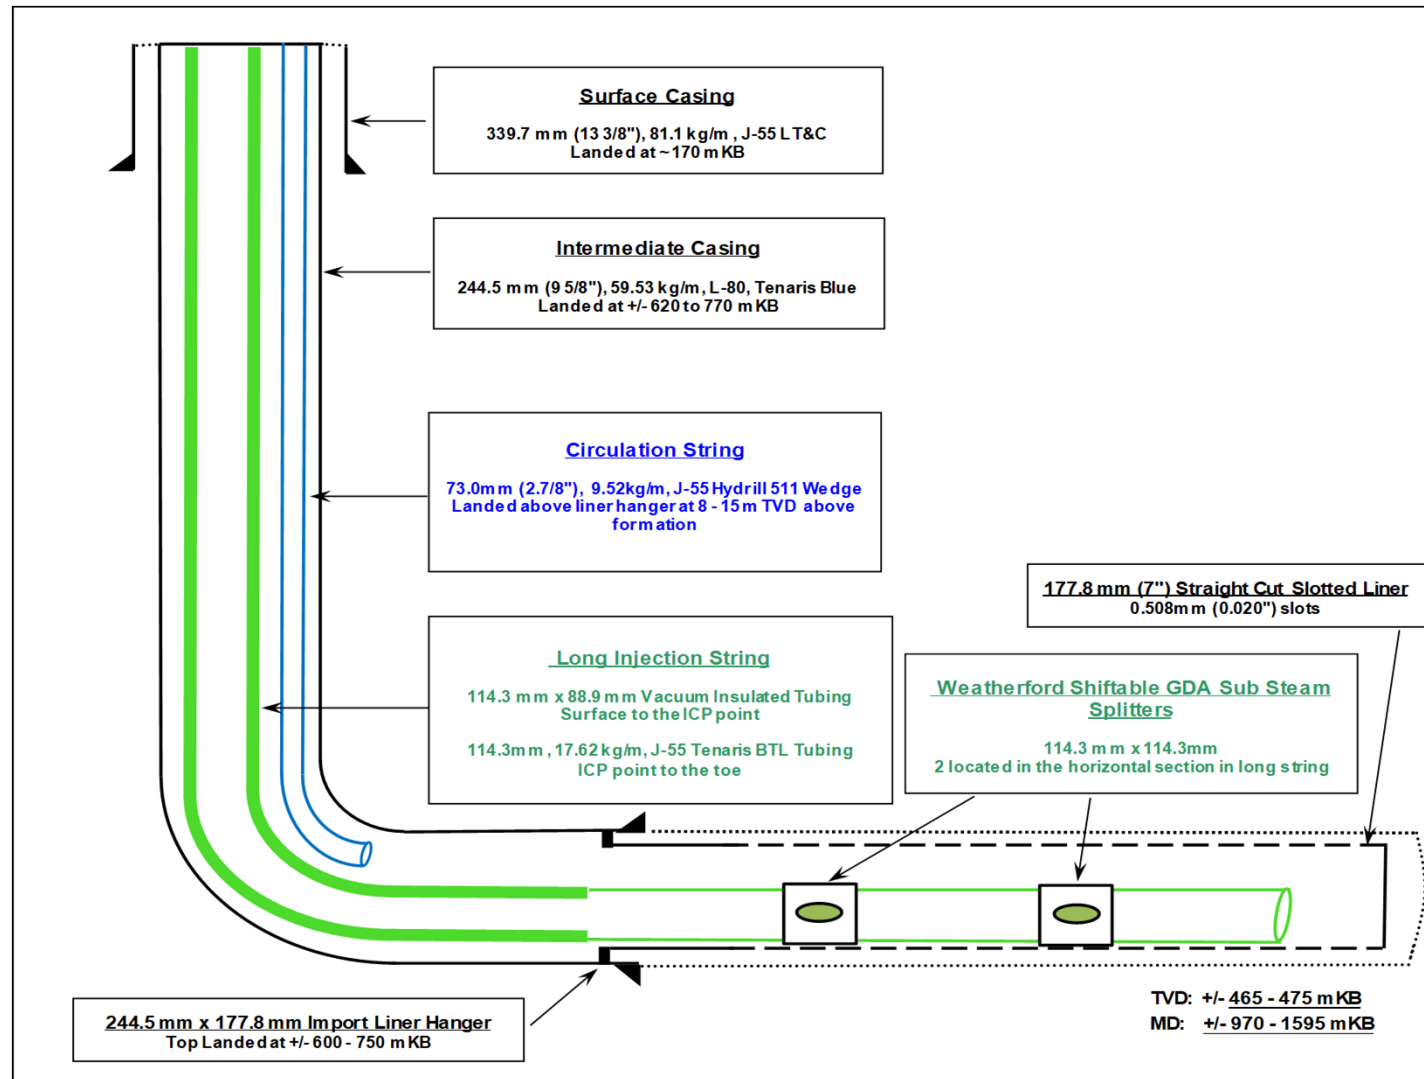 Surface Casing
339.7 mm (13 3/8"), 81.1 kg/m , J-55 LT&C
Landed at ~170 mKB
Intermediate Casing
244.5 mm (9 5/8"), 59.53 kg/m, L-80, Tenaris Blue
Landed at +/- 620 to 770 mKB
Circulation String
73.0mm (2.7/8"), 9.52kg/m, J-55 Hydrill 511 Wedge
Landed above liner hanger at 8 - 15 m TVD above
formation
177.8 mm (7") Straight Cut Slotted Liner
0.508mm (0.020") slots
Long Injection String
114.3 mm x 88.9 mm Vacuum Insulated Tubing
Surface to the ICP point
114.3mm , 17.62 kg/m, J-55 Tenaris BTL Tubing
ICP point to the toe
Weatherford Shiftable GDA Sub Steam
Splitters
114.3 mm x 114.3mm
2 located in the horizontal section in long string
244.5 mm x 177.8 mm Import Liner Hanger
Top Landed at +/- 600 - 750 mKB
TVD: +/- 465 - 475 mKB
MD: +/- 970 - 1595 mKB